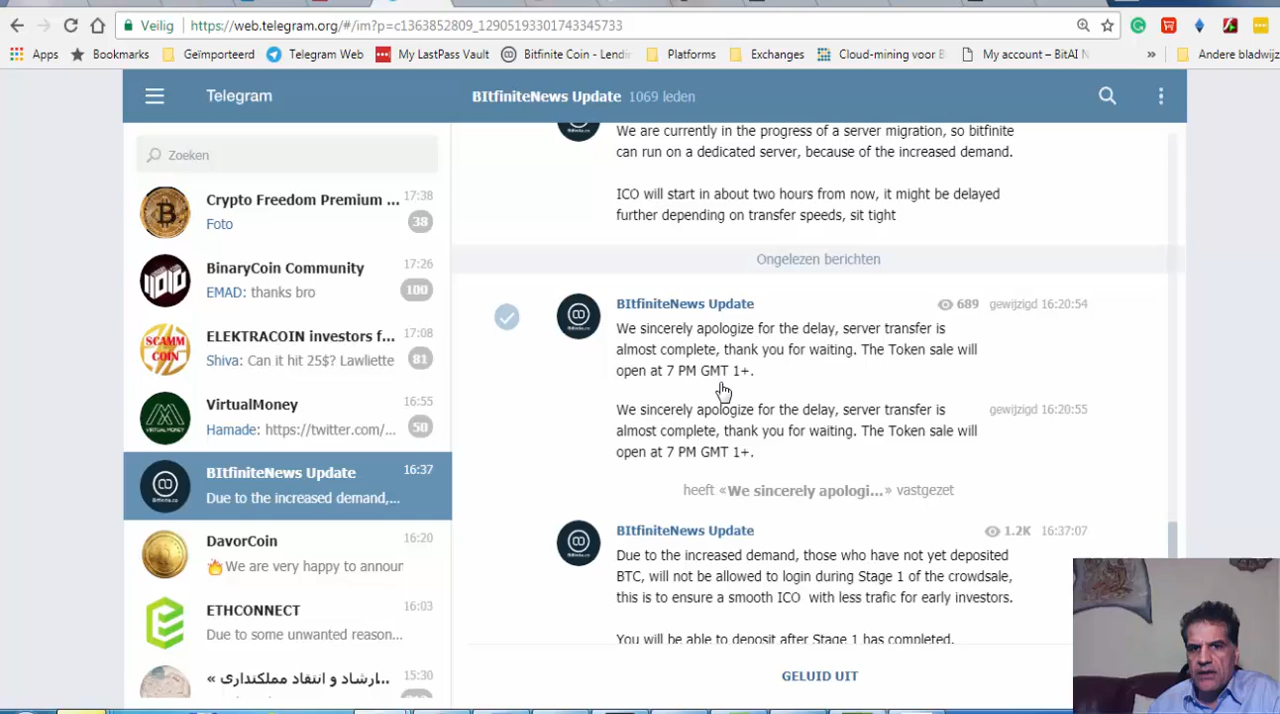 Veilig
https://web.telegram.org/#/im?p=c1363852809_12905193301743345733
Apps
Bookmarks
Geïmporteerd
Telegram Web
My LastPass Vault
Bitfinite Coin - Lendi
Platforms
Exchanges
Cloud-mining voor B
My account – BitAI N
»
Andere bladwijz
Telegram
BItfiniteNews Update 1069 leden
Zoeken
Crypto Freedom Premium ... 17:38
Foto 38
BinaryCoin Community 17:26
EMAD: thanks bro 100
ELEKTRACOIN investors f... 17:08
SCAMM COIN
Shiva: Can it hit 25$? Lawliette 81
VirtualMoney 16:55
VIRTUAL MONEY
Hamade: https://twitter.com/... 50
BItfiniteNews Update 16:37
Bitfinite.co
Due to the increased demand,...
DavorCoin 16:20
We are very happy to announ
ETHCONNECT 16:03
Due to some unwanted reason...
« ارشاد و انتقاد مملکتداری... 15:30
We are currently in the progress of a server migration, so bitfinite
can run on a dedicated server, because of the increased demand.
ICO will start in about two hours from now, it might be delayed
further depending on transfer speeds, sit tight
Ongelezen berichten
BItfiniteNews Update 689 gewijzigd 16:20:54
We sincerely apologize for the delay, server transfer is
almost complete, thank you for waiting. The Token sale will
open at 7 PM GMT 1+.
We sincerely apologize for the delay, server transfer is gewijzigd 16:20:55
almost complete, thank you for waiting. The Token sale will
open at 7 PM GMT 1+.
heeft «We sincerely apologi...» vastgezet
BItfiniteNews Update 1.2K 16:37:07
Due to the increased demand, those who have not yet deposited
BTC, will not be allowed to login during Stage 1 of the crowdsale,
this is to ensure a smooth ICO with less trafic for early investors.
You will be able to deposit after Stage 1 has completed.
GELUID UIT